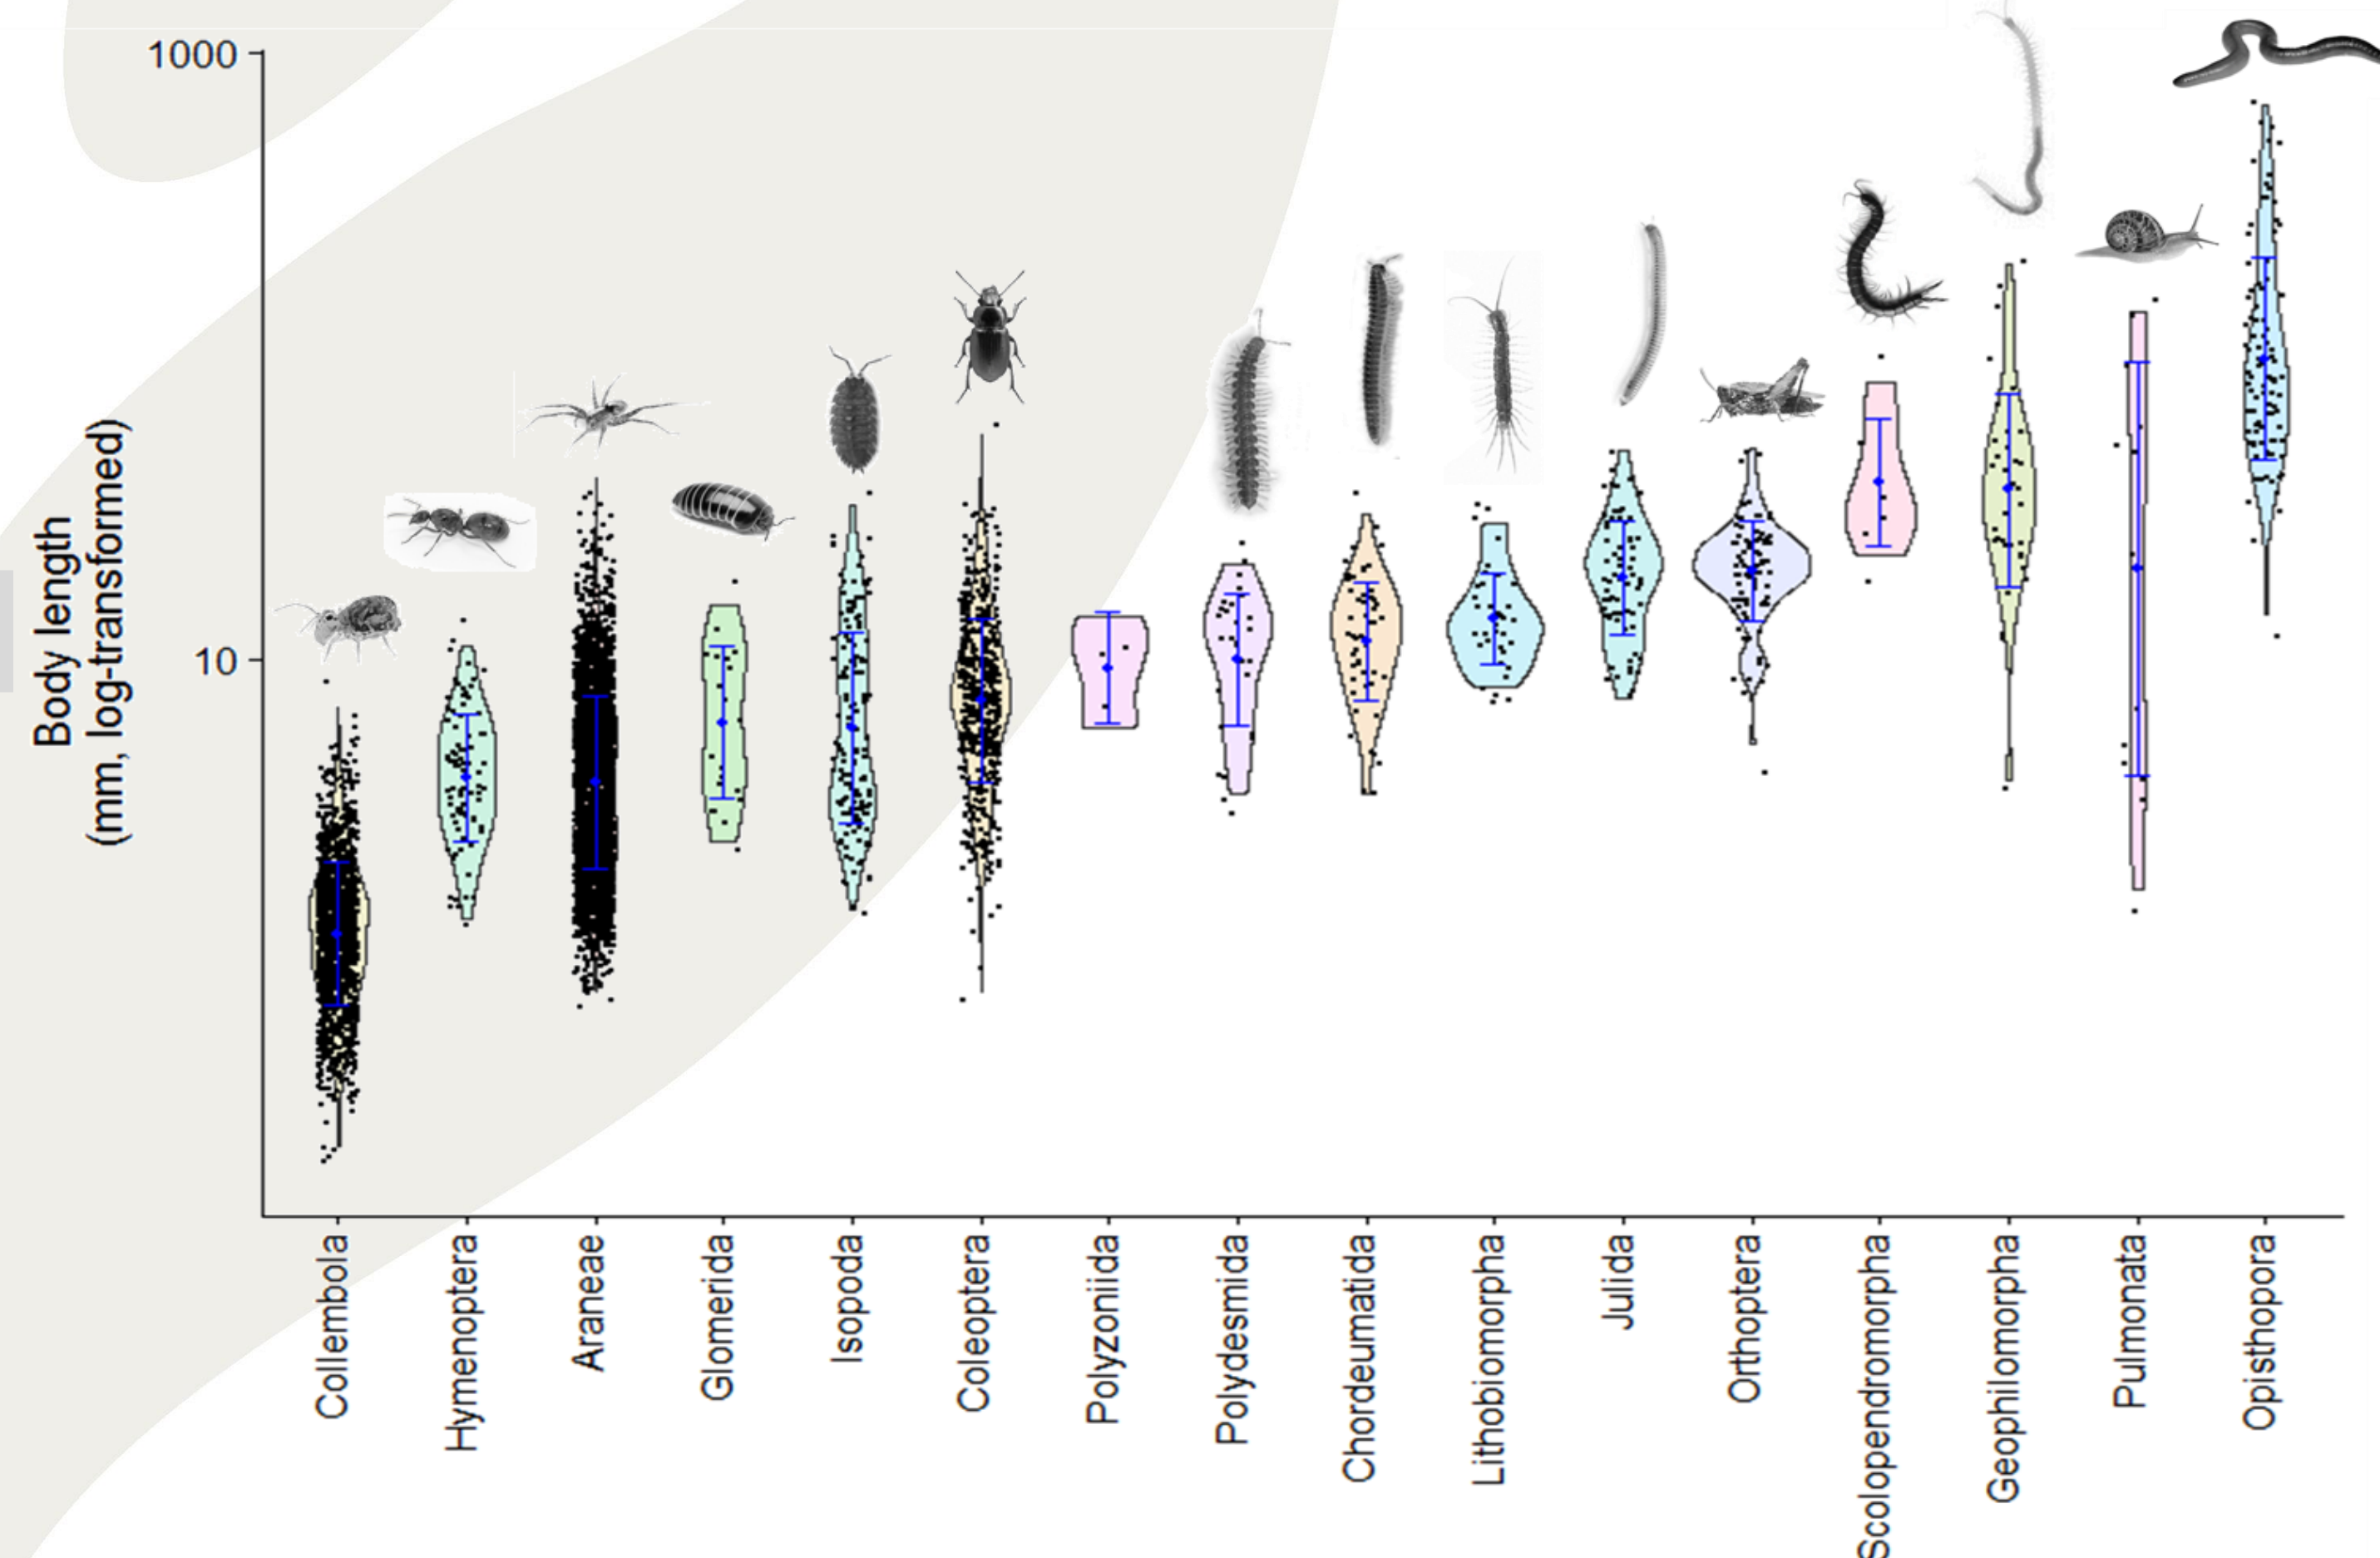 1000
10
Body length
(mm, log-transformed)
Collembola
Hymenoptera
Araneae
Glomerida
Isopoda
Coleoptera
Polyzoniida
Polydesmida
Chordeumatida
Lithobiomorpha
Julida
Orthoptera
Scolopendromorpha
Geophilomorpha
Pulmonata
Opisthopora